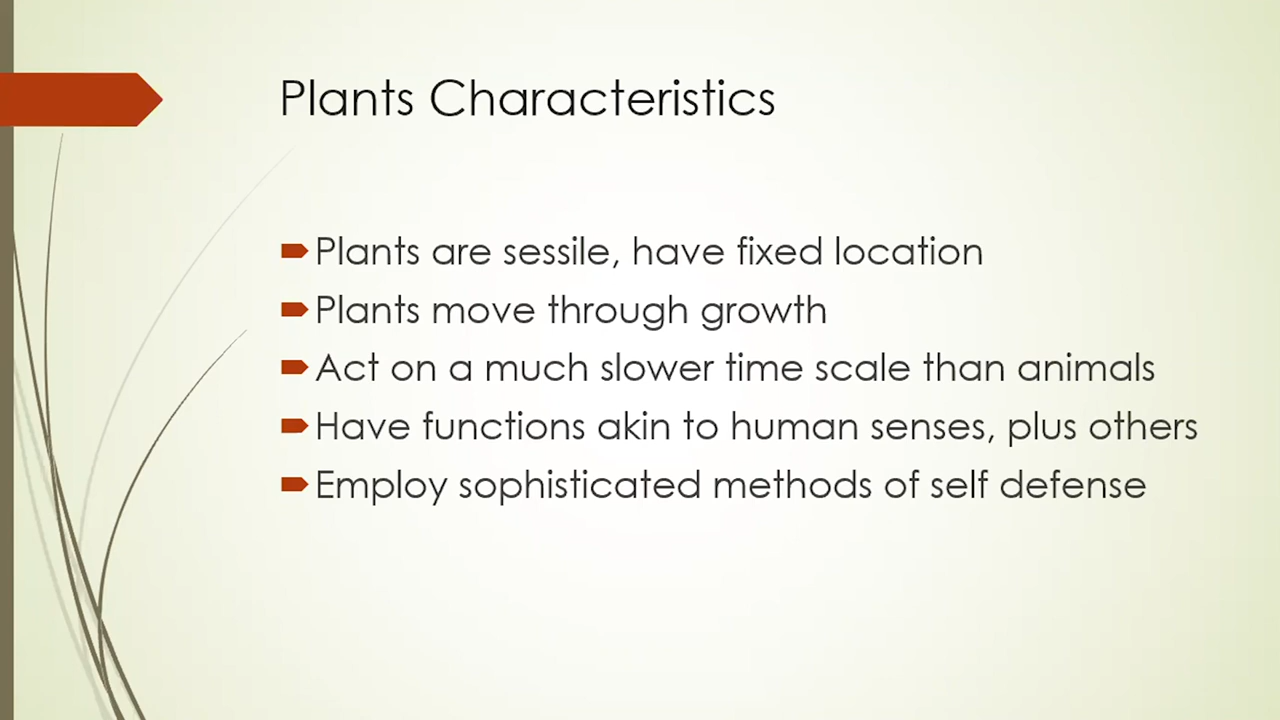 Plants Characteristics
Plants are sessile, have fixed location
Plants move through growth
Act on a much slower time scale than animals
Have functions akin to human senses, plus others
Employ sophisticated methods of self defense